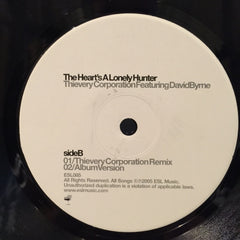 The Heart's A Lonely Hunter
Thievery Corporation Featuring David Byrne
sideB
01/Thievery Corporation Remix
02/Album Version
ESL085
All Rights Reserved. All Songs ©℗2005 ESL Music.
Unauthorized duplication is a violation of applicable laws.
www.eslmusic.com